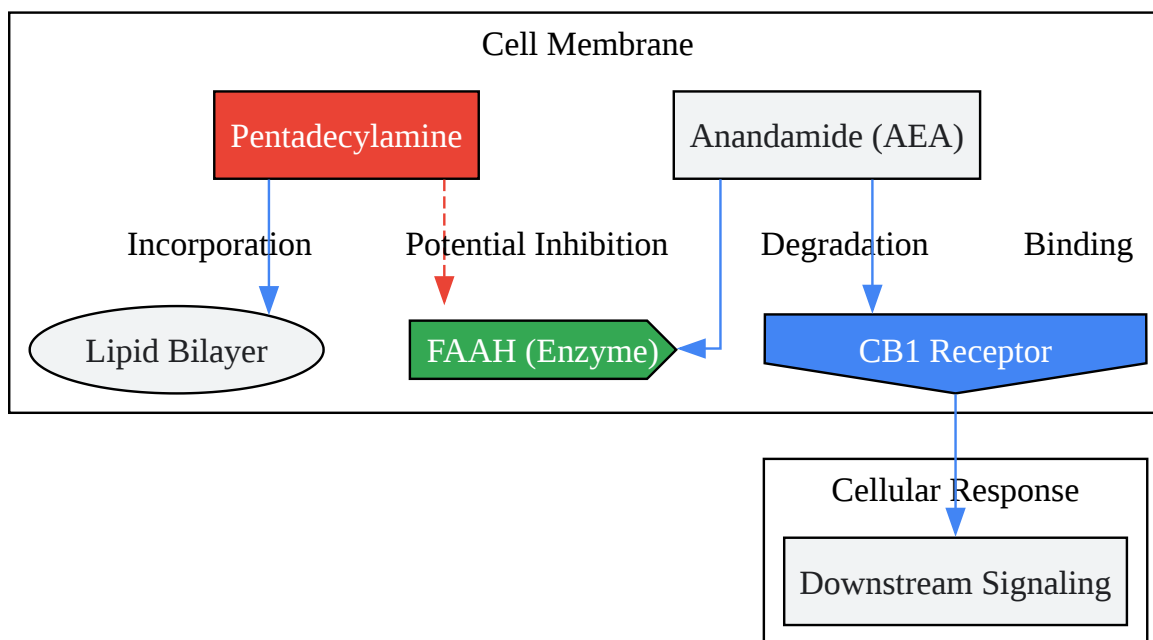 Cell Membrane
Pentadecylamine
Anandamide (AEA)
Incorporation
Potential Inhibition
Degradation
Binding
Lipid Bilayer
FAAH (Enzyme)
CB1 Receptor
Cellular Response
Downstream Signaling